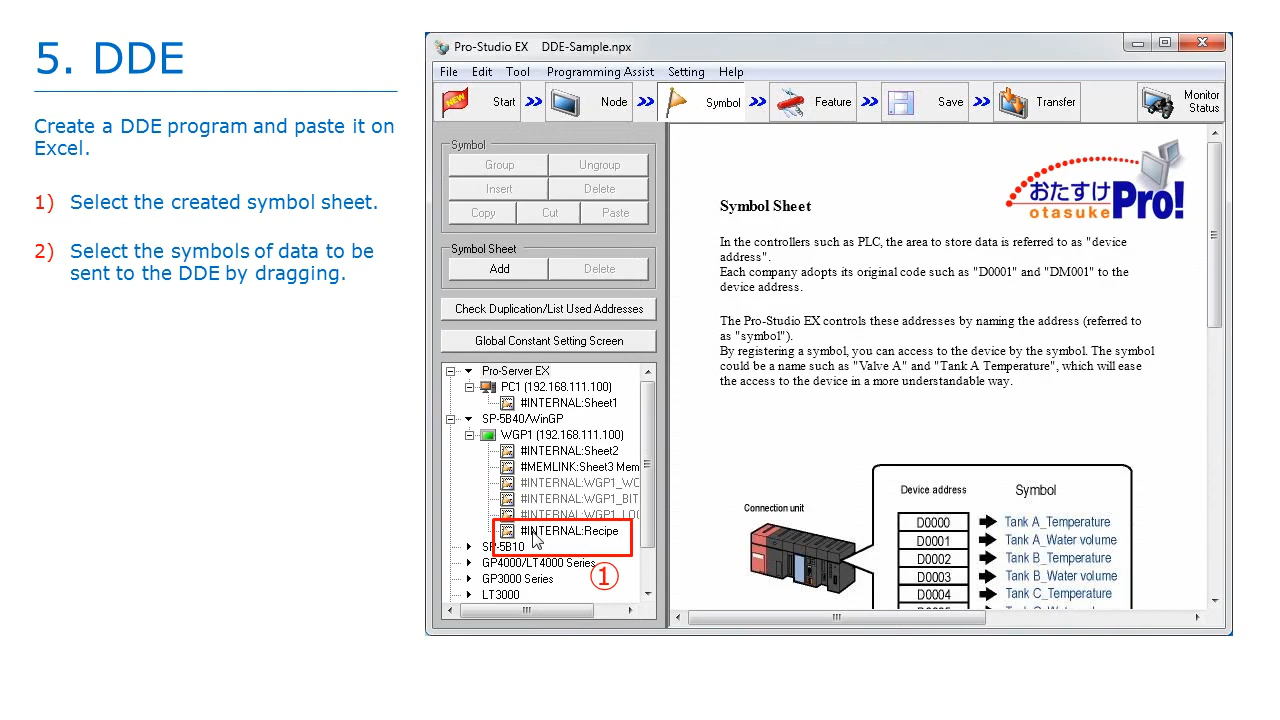 5. DDE
Create a DDE program and paste it on
Excel.
1) Select the created symbol sheet.
2) Select the symbols of data to be
sent to the DDE by dragging.
Pro-Studio EX DDE-Sample.npx
File Edit Tool Programming Assist Setting Help
NEW Start Node Symbol Feature Save Transfer Monitor
Status
Symbol
Group Ungroup
Insert Delete
Copy Cut Paste
Symbol Sheet
Add Delete
Check Duplication/List Used Addresses
Global Constant Setting Screen
Pro-Server EX
PC1 (192.168.111.100)
#INTERNAL:Sheet1
SP-5B40/WinGP
WGP1 (192.168.111.100)
#INTERNAL:Sheet2
#MEMLINK:Sheet3 Mem
#INTERNAL:WGP1_WO
#INTERNAL:WGP1_BIT
#INTERNAL:WGP1_LOG
#INTERNAL:Recipe
SP-5B10
GP4000/LT4000 Series
GP3000 Series
LT3000
①
おたすけ
otasuke Pro!
Symbol Sheet
In the controllers such as PLC, the area to store data is referred to as "device
address".
Each company adopts its original code such as "D0001" and "DM001" to the
device address.
The Pro-Studio EX controls these addresses by naming the address (referred to
as "symbol").
By registering a symbol, you can access to the device by the symbol. The symbol
could be a name such as "Valve A" and "Tank A Temperature", which will ease
the access to the device in a more understandable way.
Device address Symbol
Connection unit
D0000 Tank A_Temperature
D0001 Tank A_Water volume
D0002 Tank B_Temperature
D0003 Tank B_Water volume
D0004 Tank C_Temperature